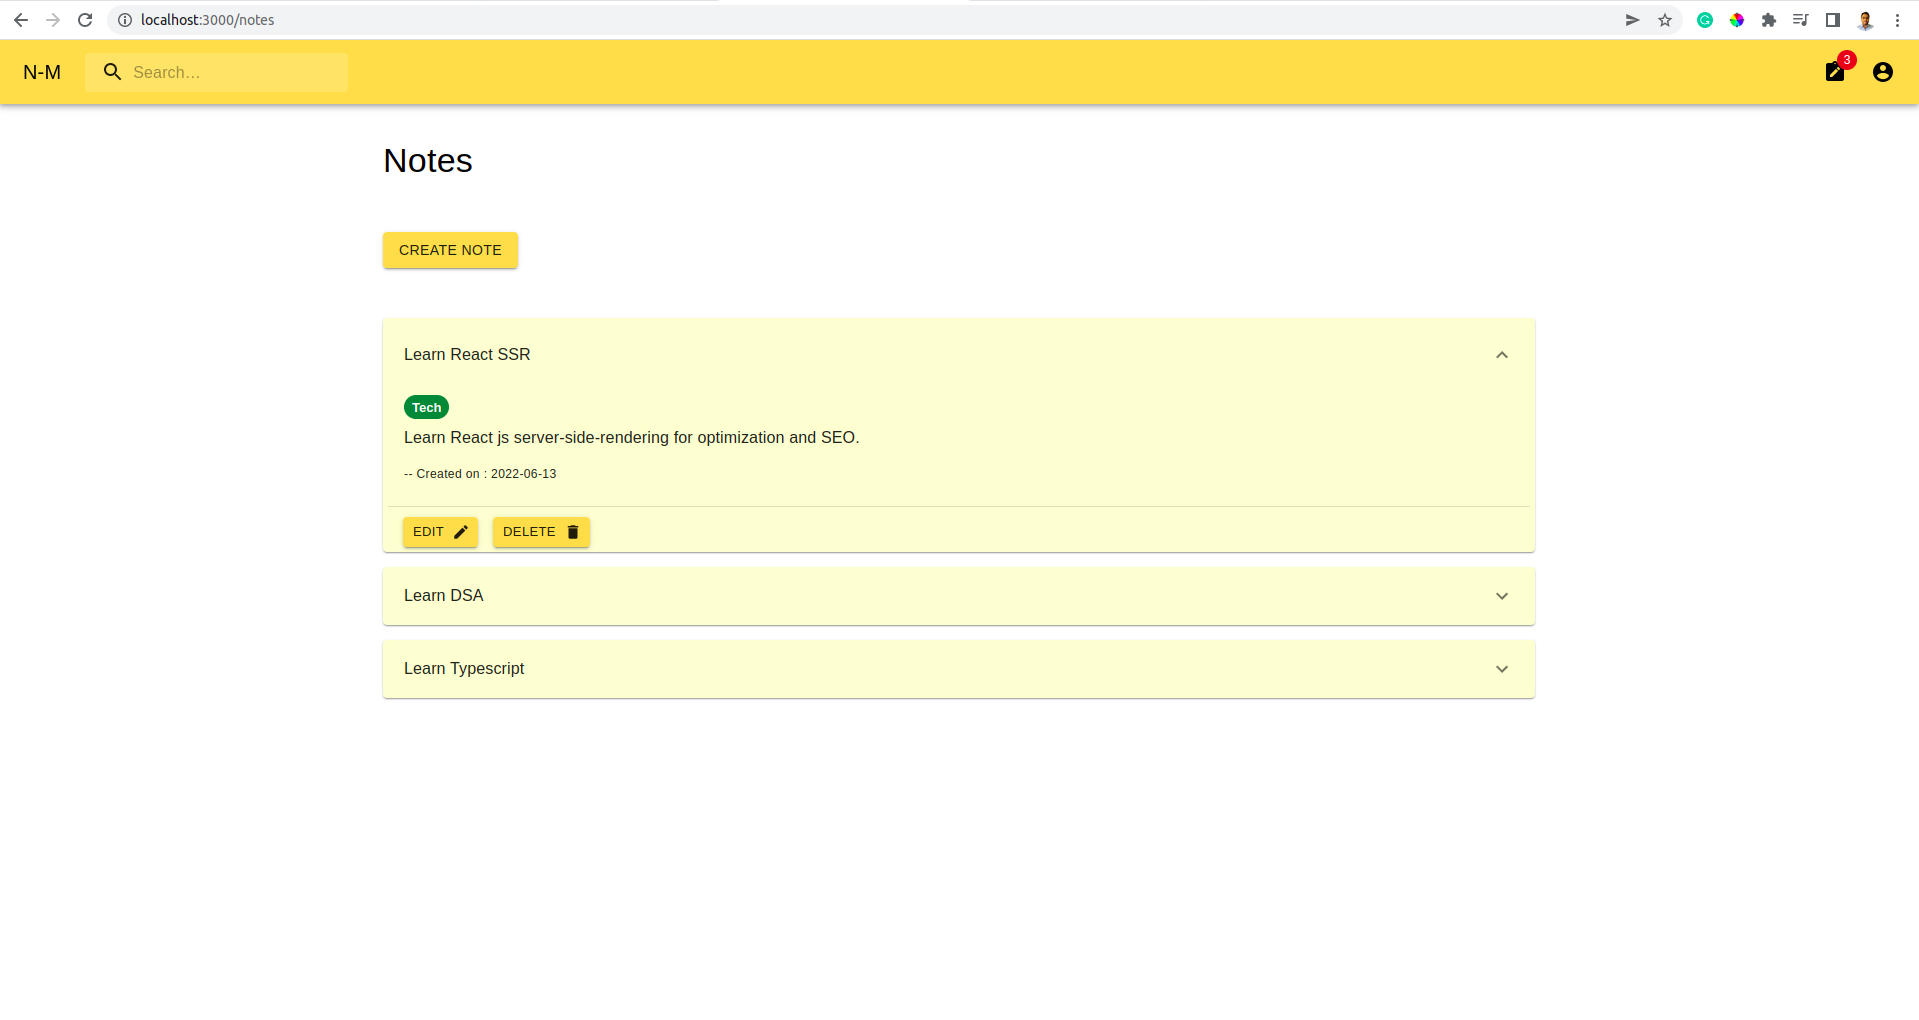 localhost:3000/notes
N-M
Search...
3
Notes
CREATE NOTE
Learn React SSR
Tech
Learn React js server-side-rendering for optimization and SEO.
-- Created on : 2022-06-13
EDIT
DELETE
Learn DSA
Learn Typescript